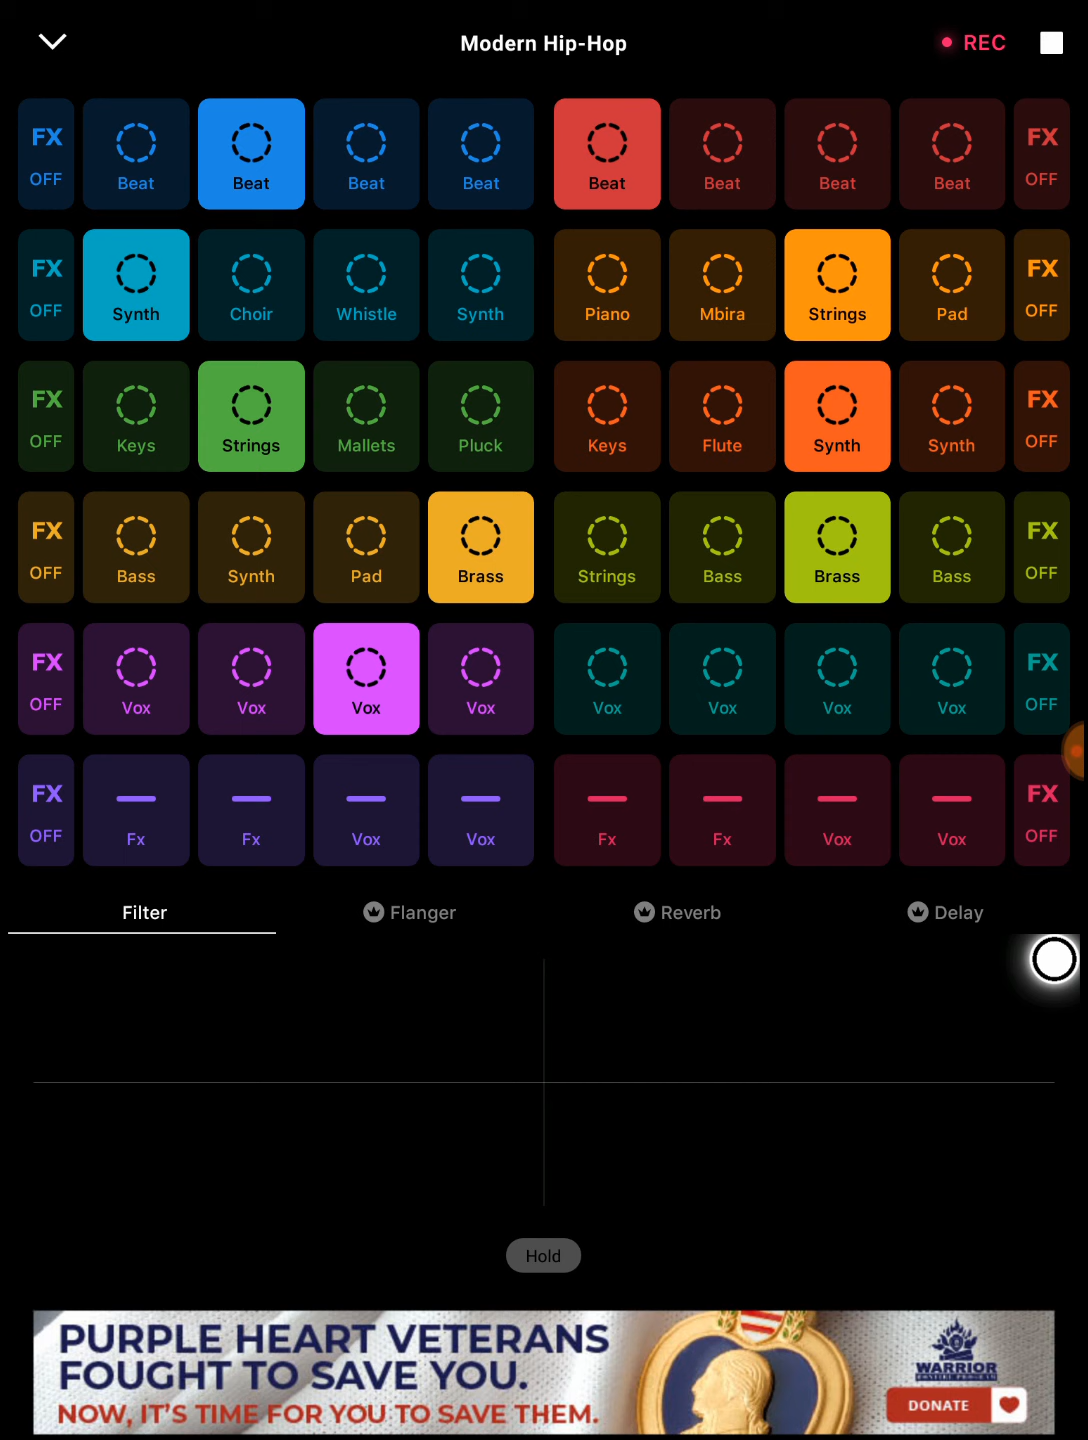 Modern Hip-Hop
REC
FX Beat Beat Beat Beat Beat Beat Beat Beat FX
OFF OFF
FX Synth Choir Whistle Synth Piano Mbira Strings Pad FX
OFF OFF
FX Keys Strings Mallets Pluck Keys Flute Synth Synth FX
OFF OFF
FX Bass Synth Pad Brass Strings Bass Brass Bass FX
OFF OFF
FX Vox Vox Vox Vox Vox Vox Vox Vox FX
OFF OFF
FX Fx Fx Vox Vox Fx Fx Vox Vox FX
OFF OFF
Filter Flanger Reverb Delay
Hold
PURPLE HEART VETERANS
FOUGHT TO SAVE YOU.
NOW, IT'S TIME FOR YOU TO SAVE THEM.
WARRIOR
BONFIRE PROGRAM
DONATE